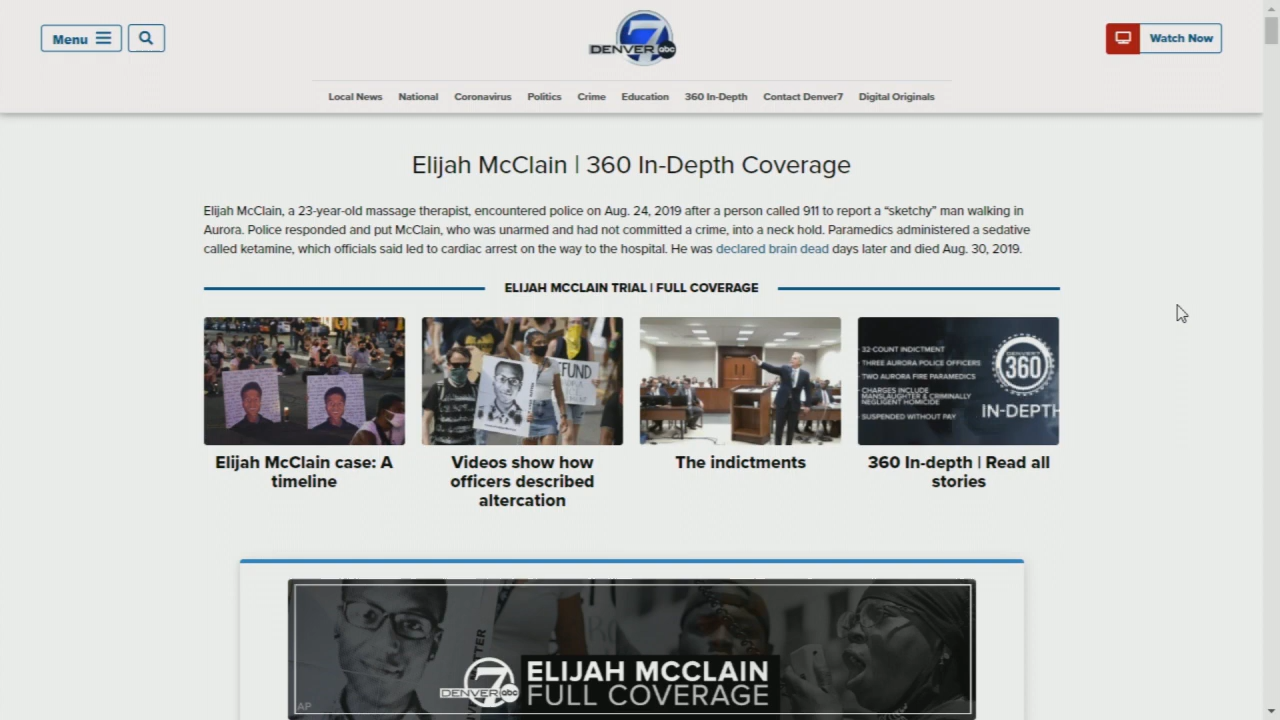 Menu
7
DENVER abc
Watch Now
Local News National Coronavirus Politics Crime Education 360 In-Depth Contact Denver7 Digital Originals
Elijah McClain | 360 In-Depth Coverage
Elijah McClain, a 23-year-old massage therapist, encountered police on Aug. 24, 2019 after a person called 911 to report a “sketchy” man walking in
Aurora. Police responded and put McClain, who was unarmed and had not committed a crime, into a neck hold. Paramedics administered a sedative
called ketamine, which officials said led to cardiac arrest on the way to the hospital. He was declared brain dead days later and died Aug. 30, 2019.
ELIJAH MCCLAIN TRIAL | FULL COVERAGE
32-COUNT INDICTMENT
THREE AURORA POLICE OFFICERS
TWO AURORA FIRE PARAMEDICS
CHARGES INCLUDE
MANSLAUGHTER & CRIMINALLY
NEGLIGENT HOMICIDE
SUSPENDED WITHOUT PAY
DENVER7
360
IN-DEPTH
EFUND
Elijah McClain case: A
timeline
Videos show how
officers described
altercation
The indictments
360 In-depth | Read all
stories
7
DENVER abc
ELIJAH MCCLAIN
FULL COVERAGE
AP